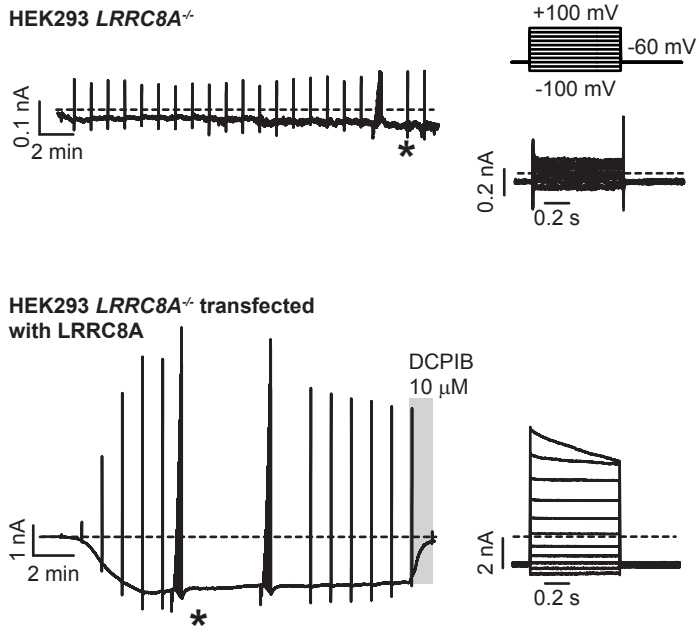 HEK293 LRRC8A-/-
+100 mV
-60 mV
-100 mV
0.1 nA
2 min
*
0.2 nA
0.2 s
HEK293 LRRC8A-/- transfected
with LRRC8A
DCPIB
10 μM
1 nA
2 min
*
2 nA
0.2 s